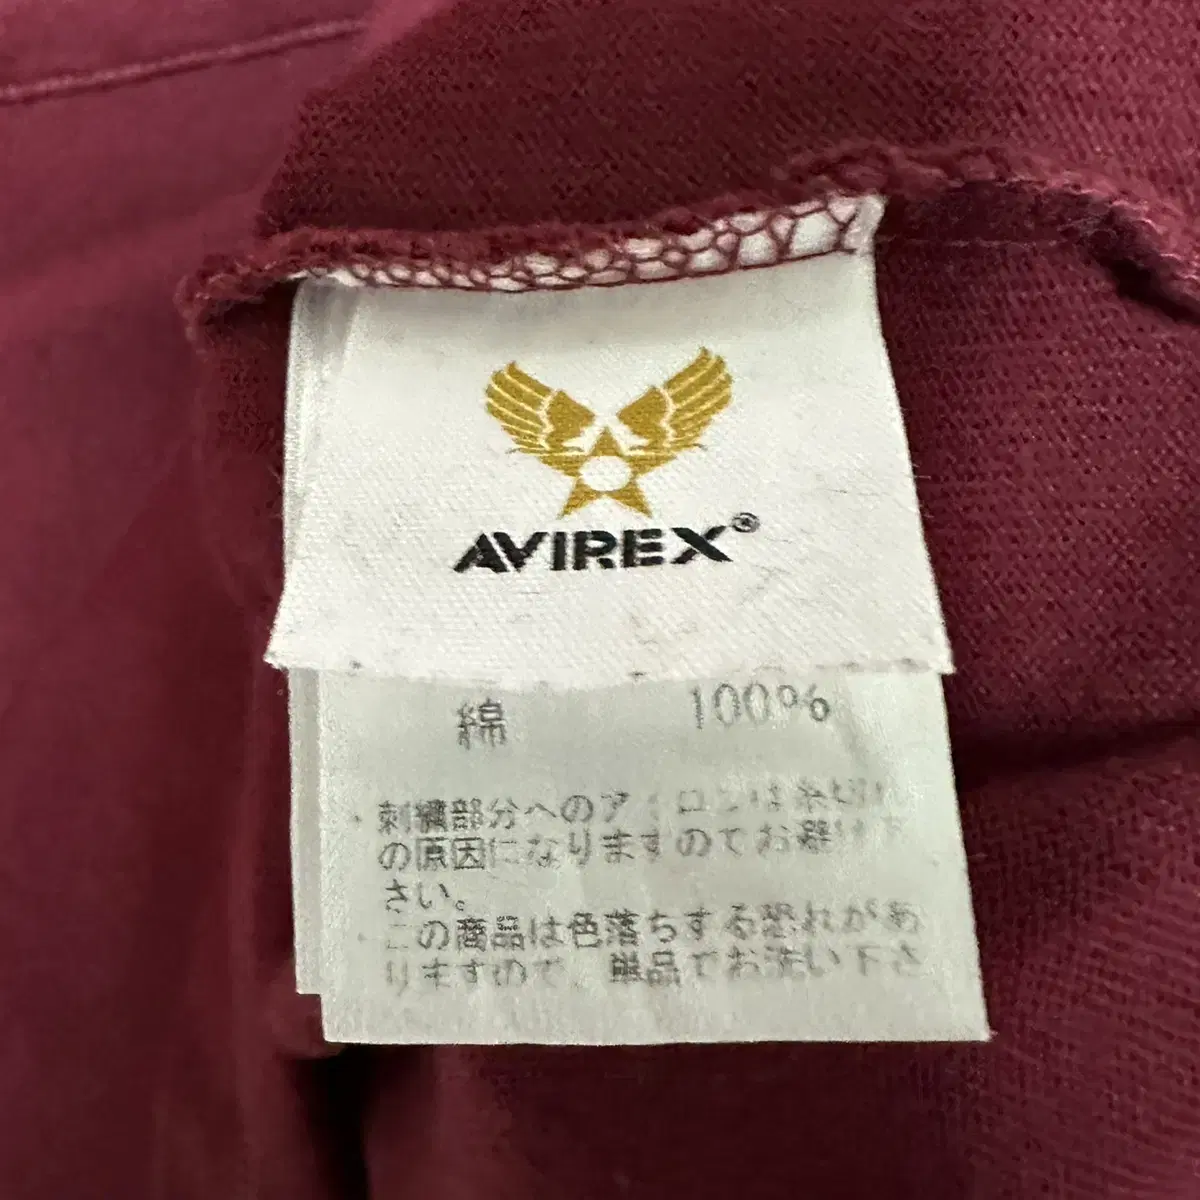 AVIREX®
綿 100%
・刺繍部分へのアイロンは糸切れ
の原因になりますのでお避け下
さい。
・この商品は色落ちする恐れがあ
りますので、単品でお洗い下さ